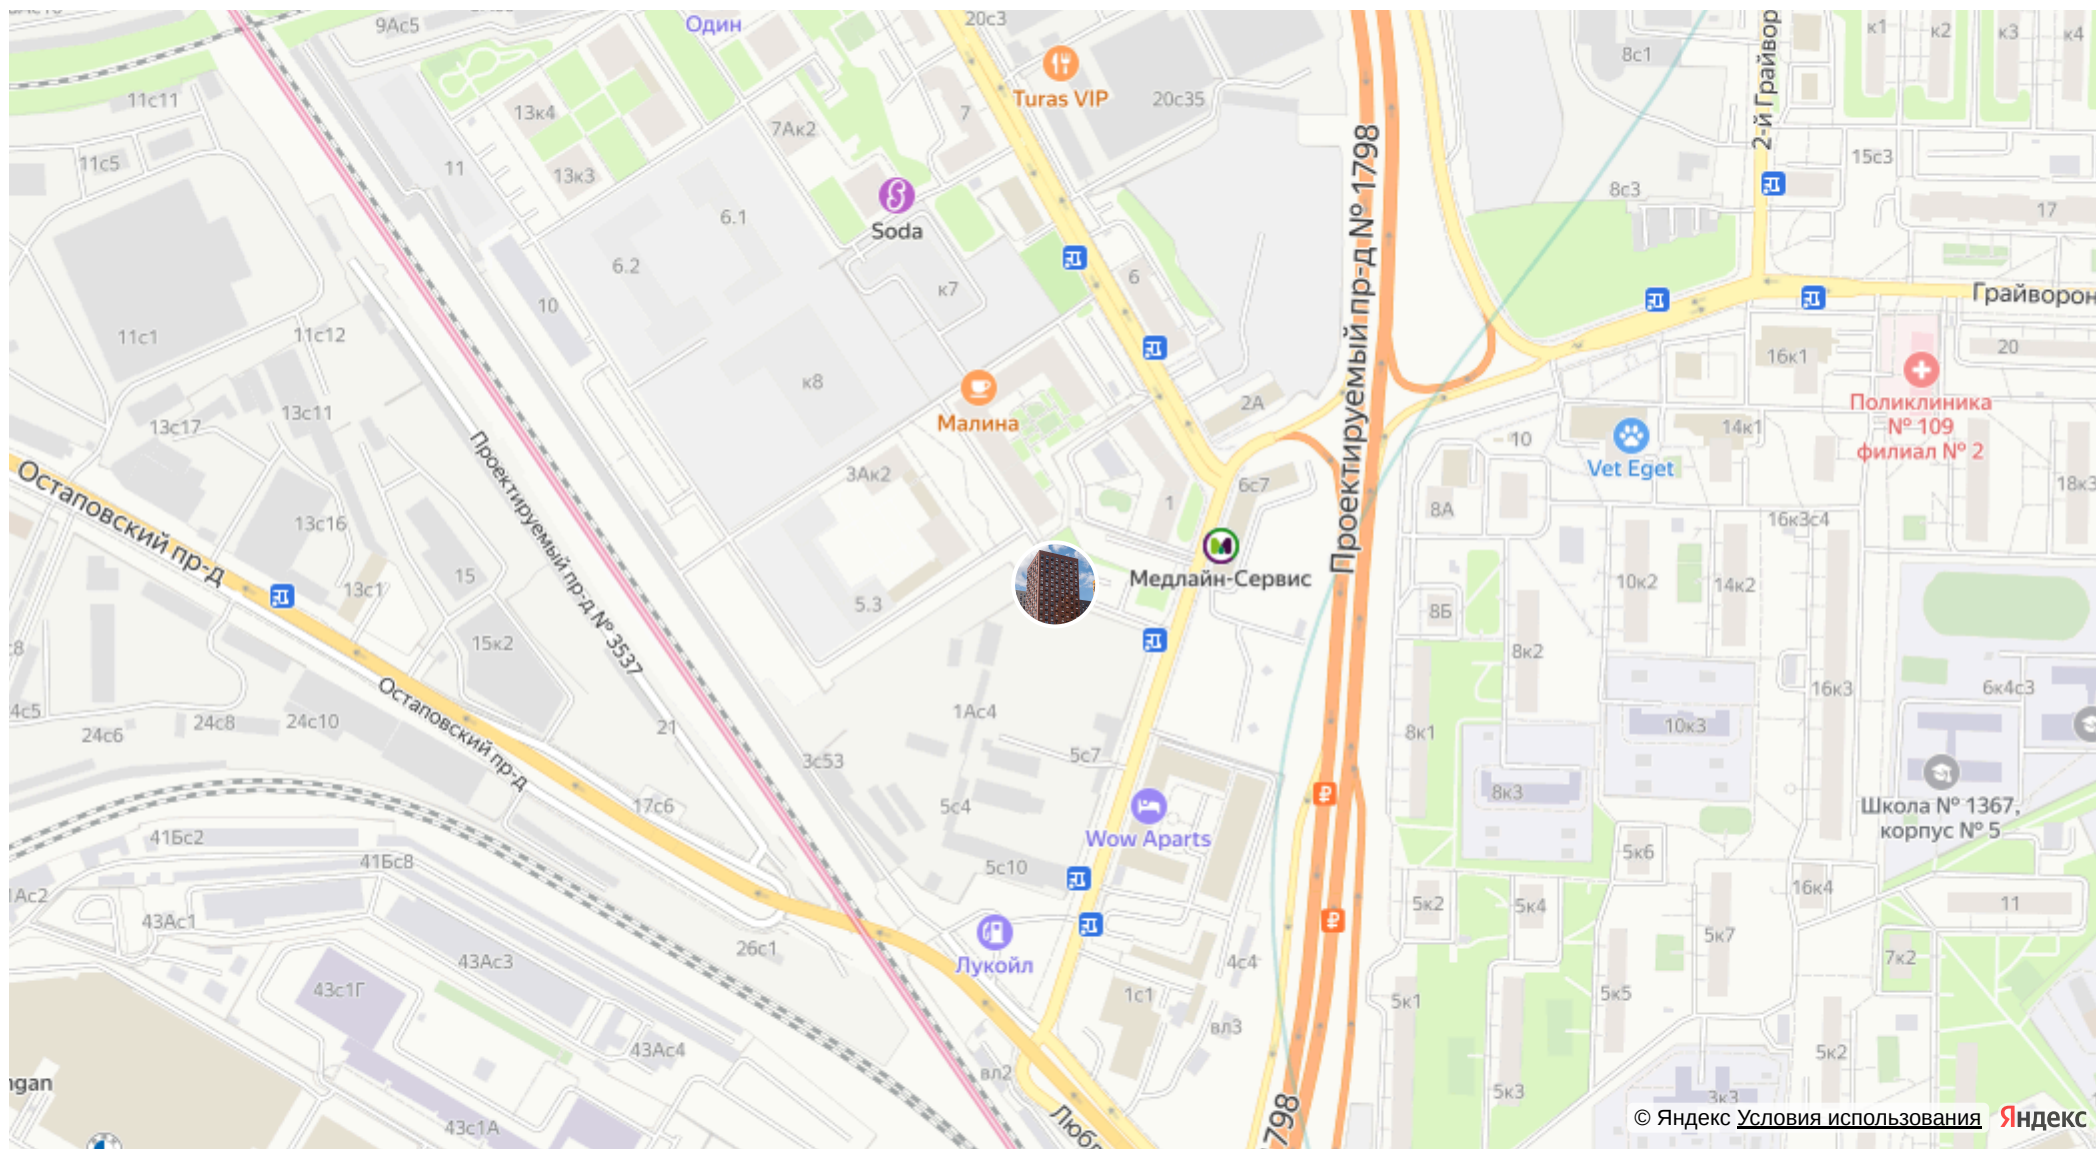 9Ас5
Один
20с3
8с1
2-й Грайвор
к1
к2
к3
к4
11с11
13к4
7Ак2
7
Turas VIP
20с35
11с5
11
13к3
6.1
Soda
8с3
15с3
17
Проектируемый пр-д № 1798
6.2
к7
6
10
11с1
11с12
Грайворон
16к1
20
к8
Малина
2А
Поликлиника
№ 109
филиал № 2
13с17
13с11
10
14к1
Vet Eget
Остаповский пр-д
Проектируемый пр-д № 3537
3Ак2
1
6с7
8А
18к3
13с16
16к3с4
13с1
15
5.3
Медлайн-Сервис
8Б
10к2
14к2
15к2
8к2
16к3
6к4с3
4с5
24с6
24с8
24с10
Остаповский пр-д
21
1Ас4
3с53
5с7
8к1
10к3
8к3
17с6
5с4
Wow Aparts
Школа № 1367,
корпус № 5
41Бс2
41Бс8
5с10
5к6
1Ас2
43Ас1
16к4
11
5к2
5к4
5к7
26с1
Лукойл
4с4
7к2
43Ас3
43с1Г
1с1
5к1
5к5
вл3
43Ас4
вл2
5к2
5к3
3к3
43с1А
Любл
798
© Яндекс Условия использования Яндекс